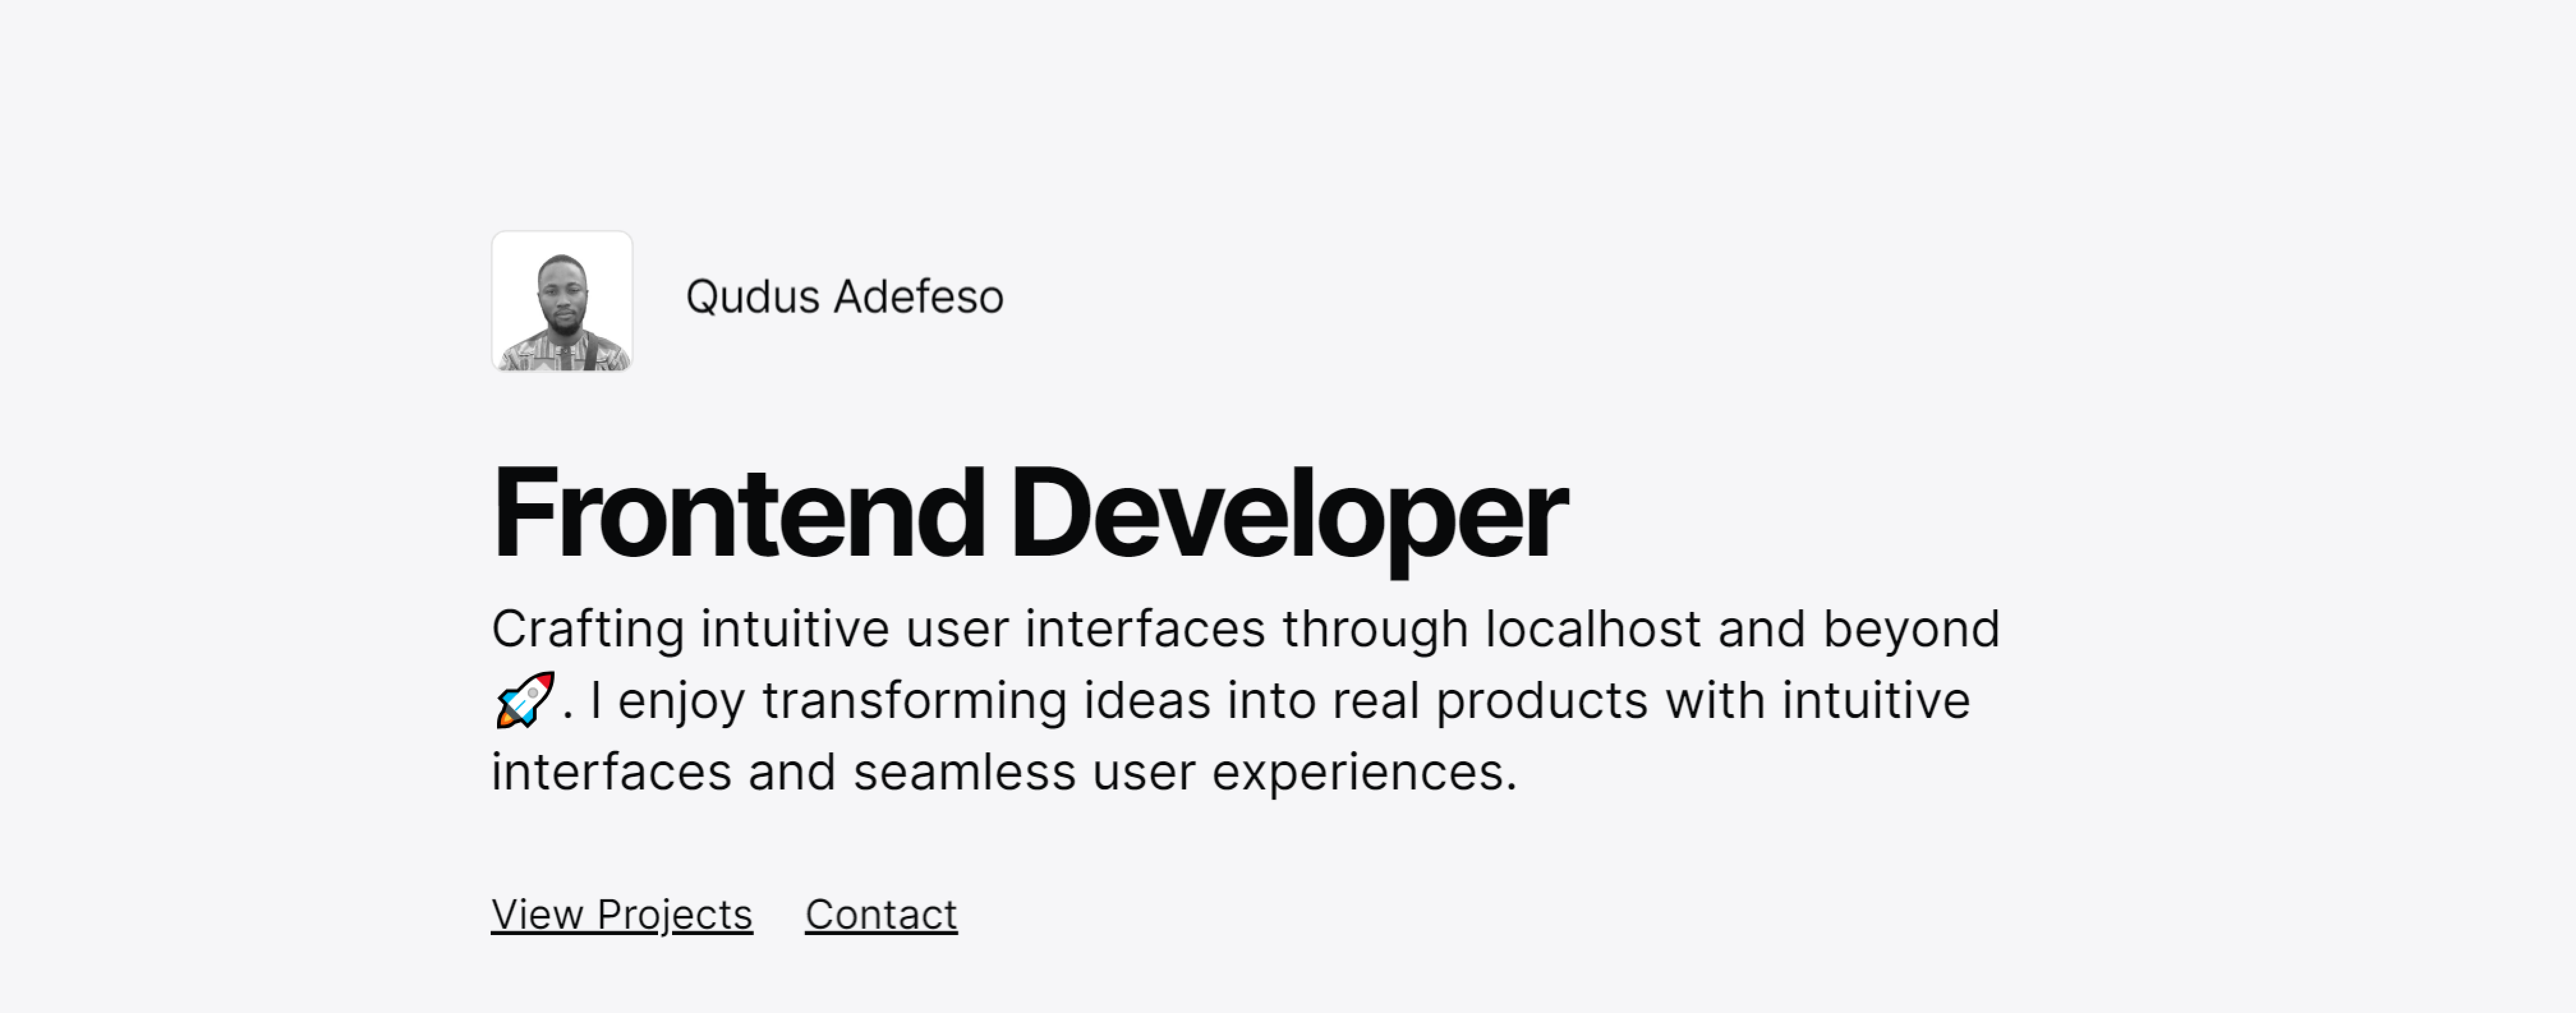 Qudus Adefeso
Frontend Developer
Crafting intuitive user interfaces through localhost and beyond
🚀. I enjoy transforming ideas into real products with intuitive
interfaces and seamless user experiences.
View Projects Contact